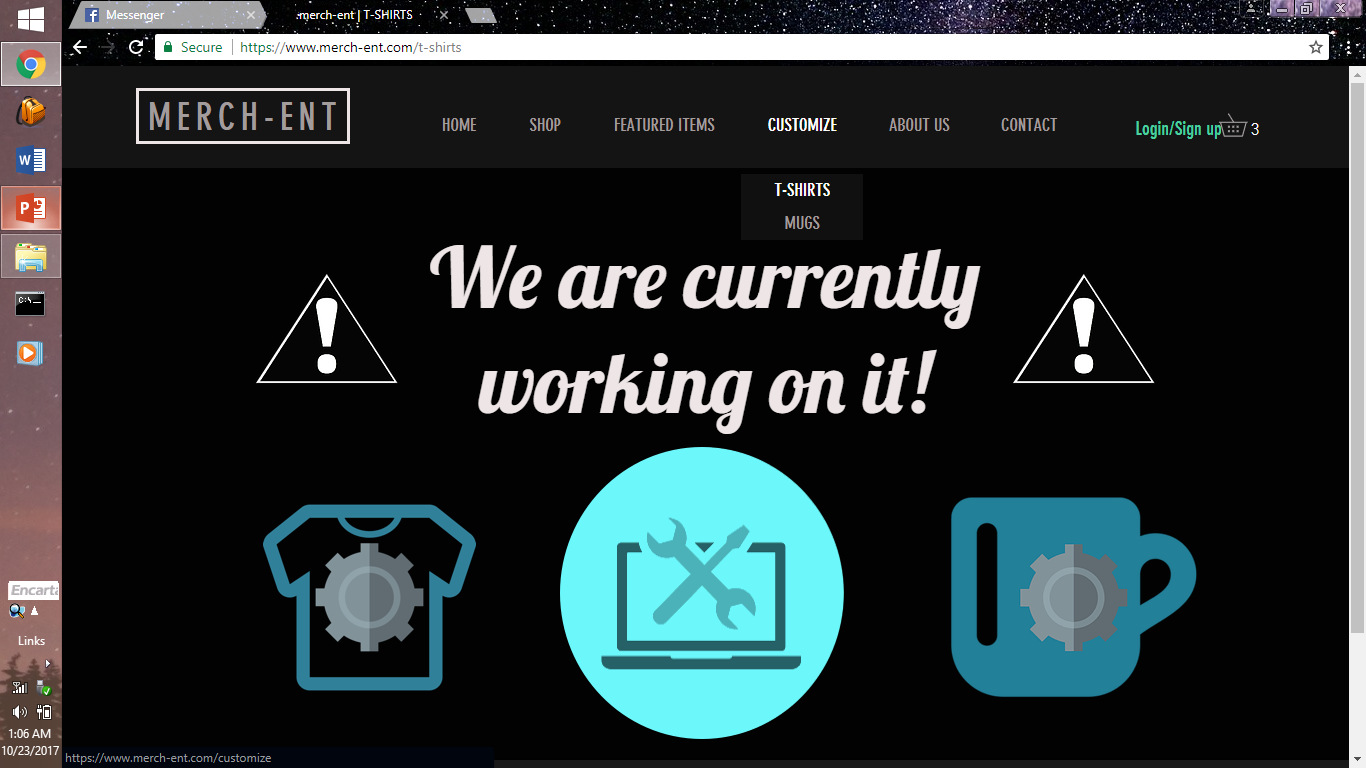 Messenger
merch-ent | T-SHIRTS
Secure
https://www.merch-ent.com/t-shirts
MERCH-ENT
HOME
SHOP
FEATURED ITEMS
CUSTOMIZE
ABOUT US
CONTACT
Login/Sign up
3
T-SHIRTS
MUGS
We are currently
working on it!
Encarta
Links
1:06 AM
10/23/2017
https://www.merch-ent.com/customize